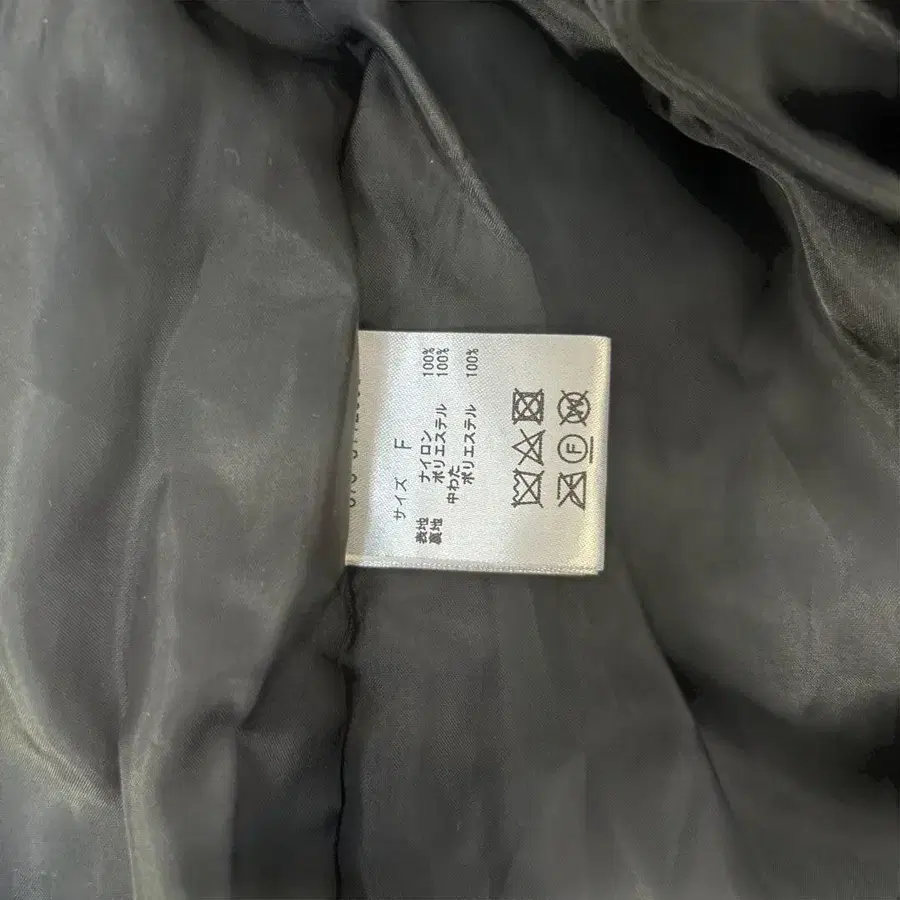 サイズ F
表地 ナイロン 100%
裏地 ポリエステル 100%
中わた
ポリエステル 100%
F